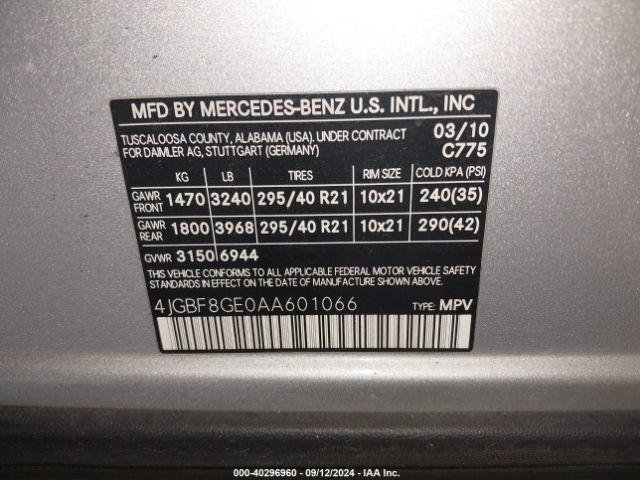 MFD BY MERCEDES-BENZ U.S. INTL., INC
TUSCALOOSA COUNTY, ALABAMA (USA). UNDER CONTRACT 03/10
FOR DAIMLER AG, STUTTGART (GERMANY) C775
KG LB TIRES RIM SIZE COLD KPA (PSI)
GAWR FRONT 1470 3240 295/40 R21 10x21 240(35)
GAWR REAR 1800 3968 295/40 R21 10x21 290(42)
GVWR 3150 6944
THIS VEHICLE CONFORMS TO ALL APPLICABLE FEDERAL MOTOR VEHICLE SAFETY
STANDARDS IN EFFECT ON THE DATE OF MANUFACTURE SHOWN ABOVE.
4JGBF8GE0AA601066 TYPE: MPV
000-40296960 - 09/12/2024 - IAA Inc.